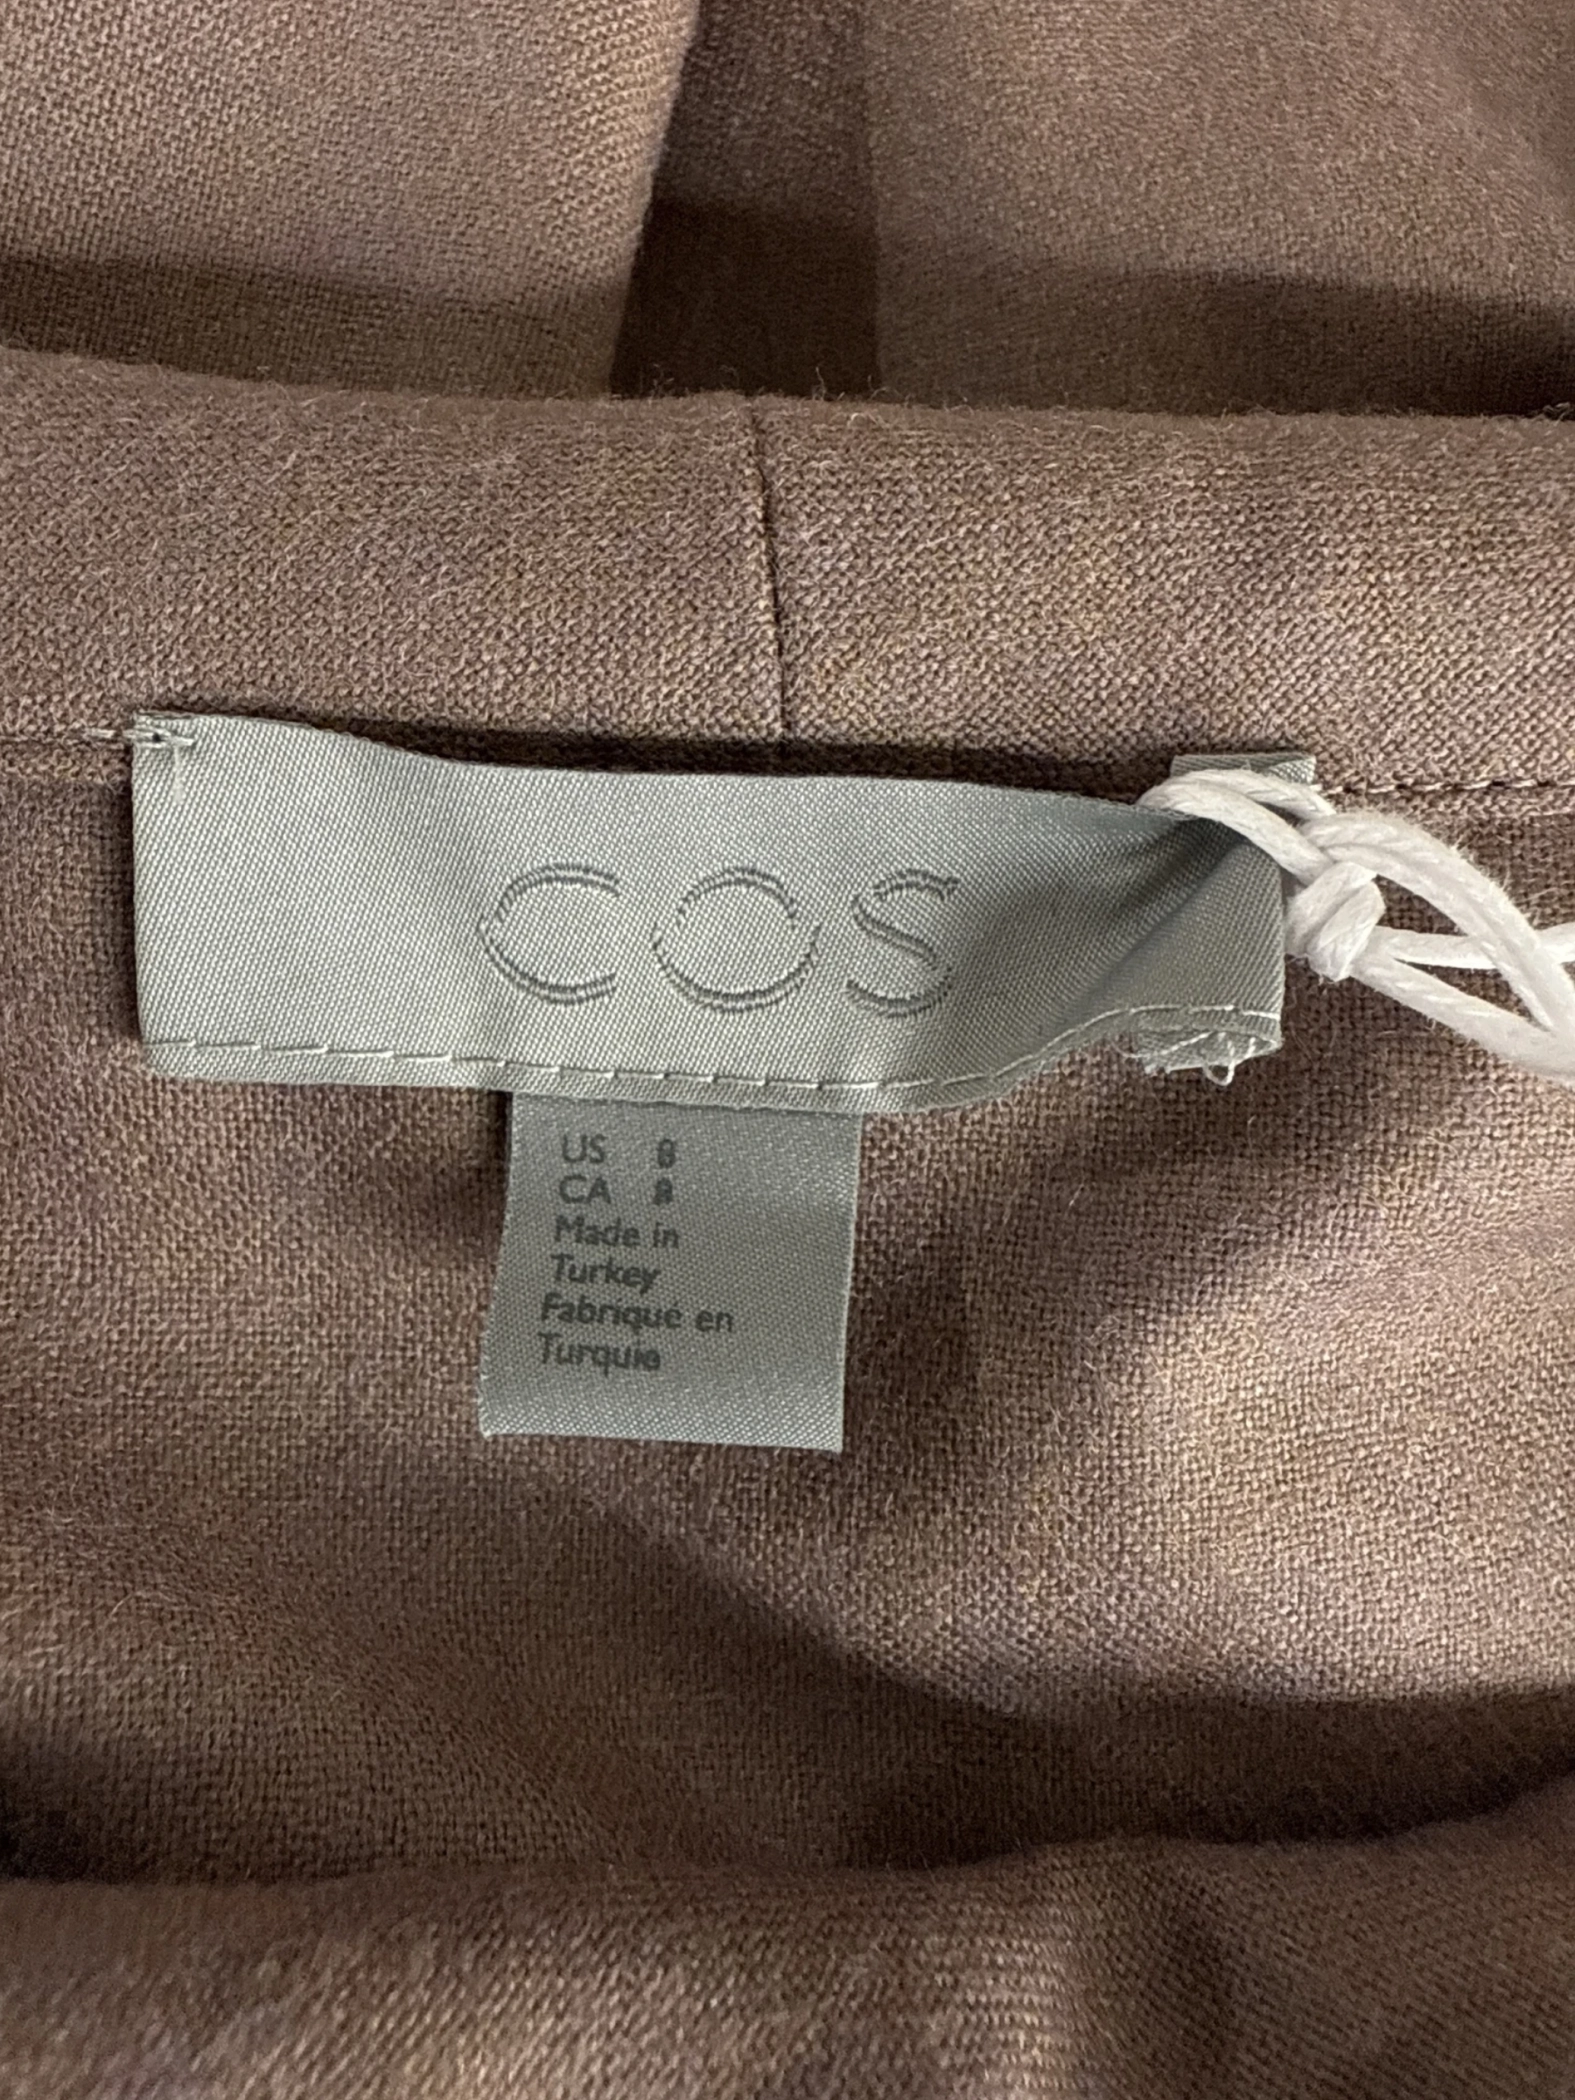 COS
US 8
CA 8
Made in
Turkey
Fabriqué en
Turquie